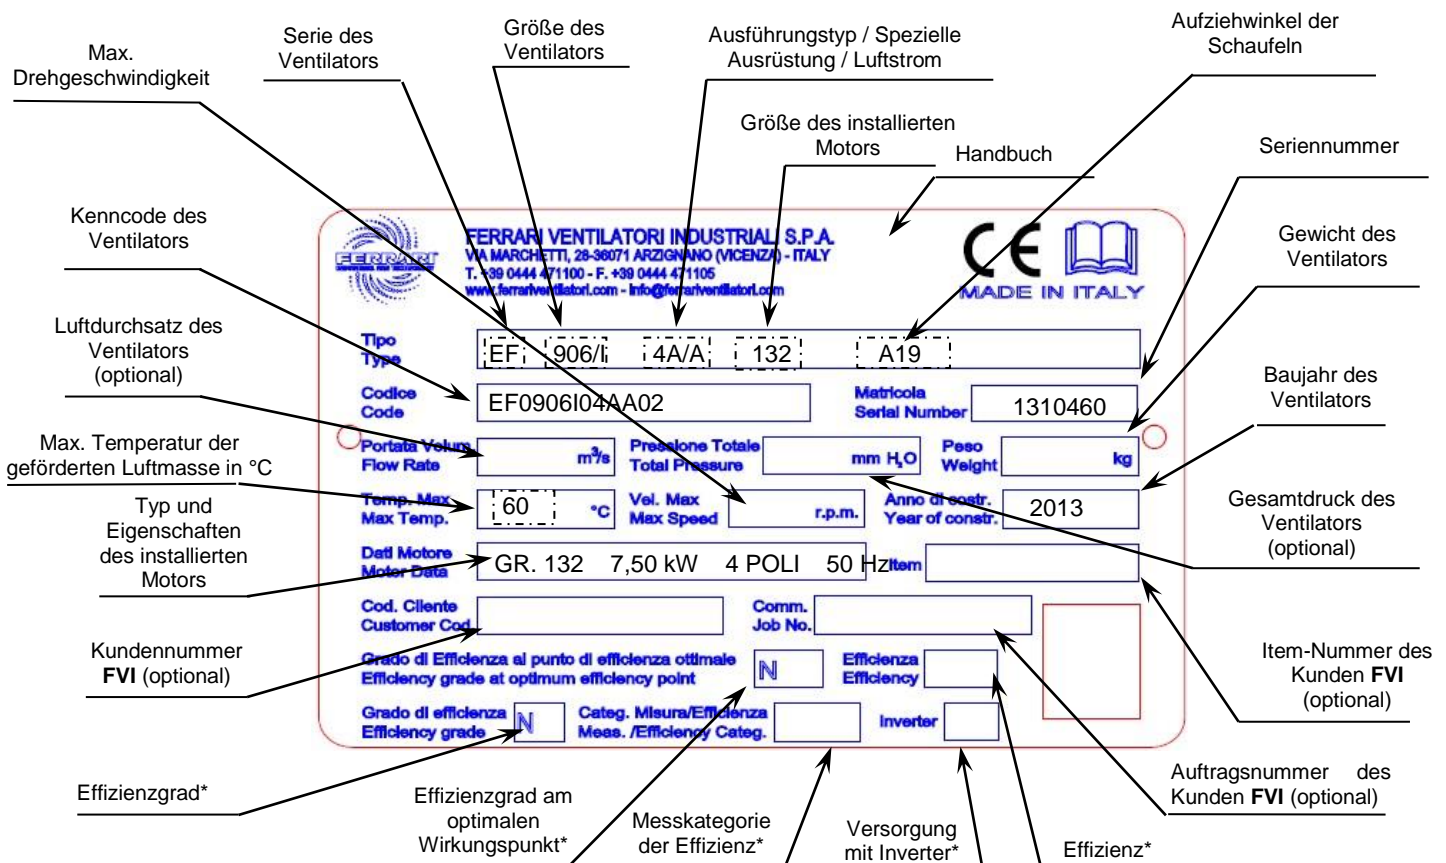 Max.
Drehgeschwindigkeit
Serie des
Ventilators
Größe des
Ventilators
Ausführungstyp / Spezielle
Ausrüstung / Luftstrom
Aufziehwinkel der
Schaufeln
Größe des installierten
Motors
Handbuch
Seriennummer
Kenncode des
Ventilators
Gewicht des
Ventilators
Luftdurchsatz des
Ventilators
(optional)
Baujahr des
Ventilators
Max. Temperatur der
geförderten Luftmasse in °C
Typ und
Eigenschaften
des installierten
Motors
Gesamtdruck des
Ventilators
(optional)
Kundennummer
FVI (optional)
Item-Nummer des
Kunden FVI
(optional)
FERRARI
FERRARI VENTILATORI INDUSTRIALI S.P.A.
VIA MARCHETTI, 28-36071 ARZIGNANO (VICENZA) - ITALY
T. +39 0444 471100 - F. +39 0444 471105
www.ferrariventilatori.com - info@ferrariventilatori.com
CE
MADE IN ITALY
Tipo
Type
EF 906/I 4A/A 132 A19
Codice
Code
EF0906I04AA02
Matricola
Serial Number
1310460
Portata Volum.
Flow Rate
m³/s
Pressione Totale
Total Pressure
mm H₂O
Peso
Weight
kg
Temp. Max
Max Temp.
60 °C
Vel. Max
Max Speed
r.p.m.
Anno di costr.
Year of constr.
2013
Dati Motore
Motor Data
GR. 132 7,50 kW 4 POLI 50 Hz
Item
Cod. Cliente
Customer Cod.
Comm.
Job No.
Grado di Efficienza al punto di efficienza ottimale
Efficiency grade at optimum efficiency point
N
Efficienza
Efficiency
Grado di efficienza
Efficiency grade
N
Categ. Misura/Efficienza
Meas. /Efficiency Categ.
Inverter
Effizienzgrad*
Effizienzgrad am
optimalen
Wirkungspunkt*
Messkategorie
der Effizienz*
Versorgung
mit Inverter*
Effizienz*
Auftragsnummer des
Kunden FVI (optional)